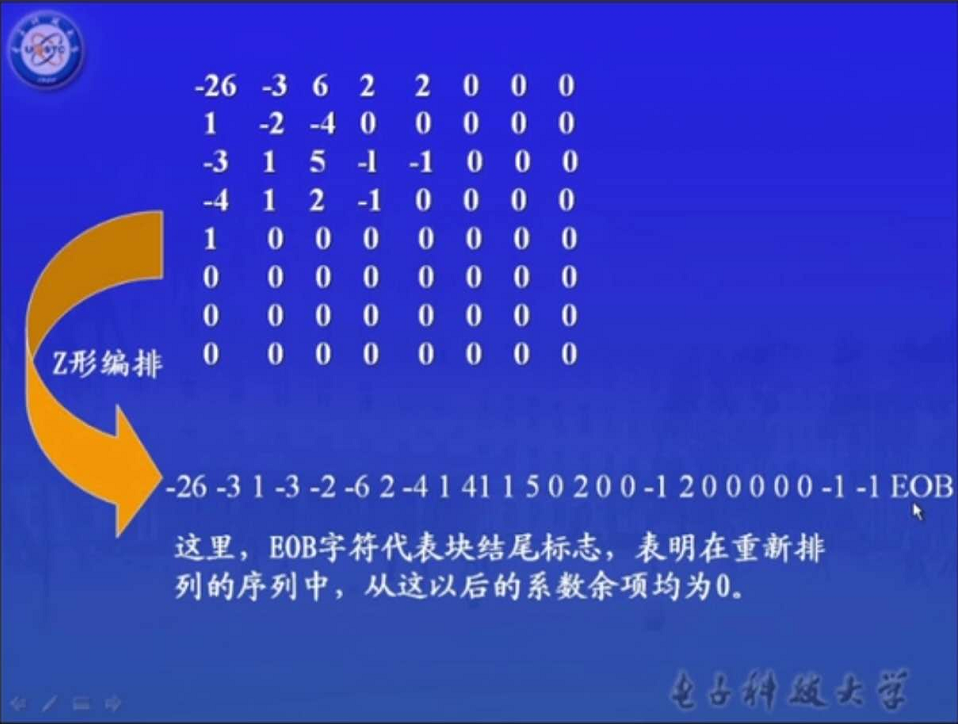 -26 -3 6 2 2 0 0 0
1 -2 -4 0 0 0 0 0
-3 1 5 -1 -1 0 0 0
-4 1 2 -1 0 0 0 0
1 0 0 0 0 0 0 0
0 0 0 0 0 0 0 0
0 0 0 0 0 0 0 0
0 0 0 0 0 0 0 0
Z形编排
-26 -3 1 -3 -2 -6 2 -4 1 41 1 5 0 2 0 0 -1 2 0 0 0 0 0 -1 -1 EOB
这里，EOB字符代表块结尾标志，表明在重新排
列的序列中，从这以后的系数余项均为0。
电子科技大学